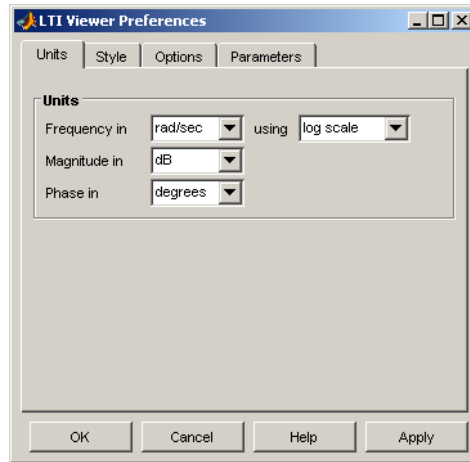 LTI Viewer Preferences
Units Style Options Parameters
Units
Frequency in rad/sec using log scale
Magnitude in dB
Phase in degrees
OK Cancel Help Apply